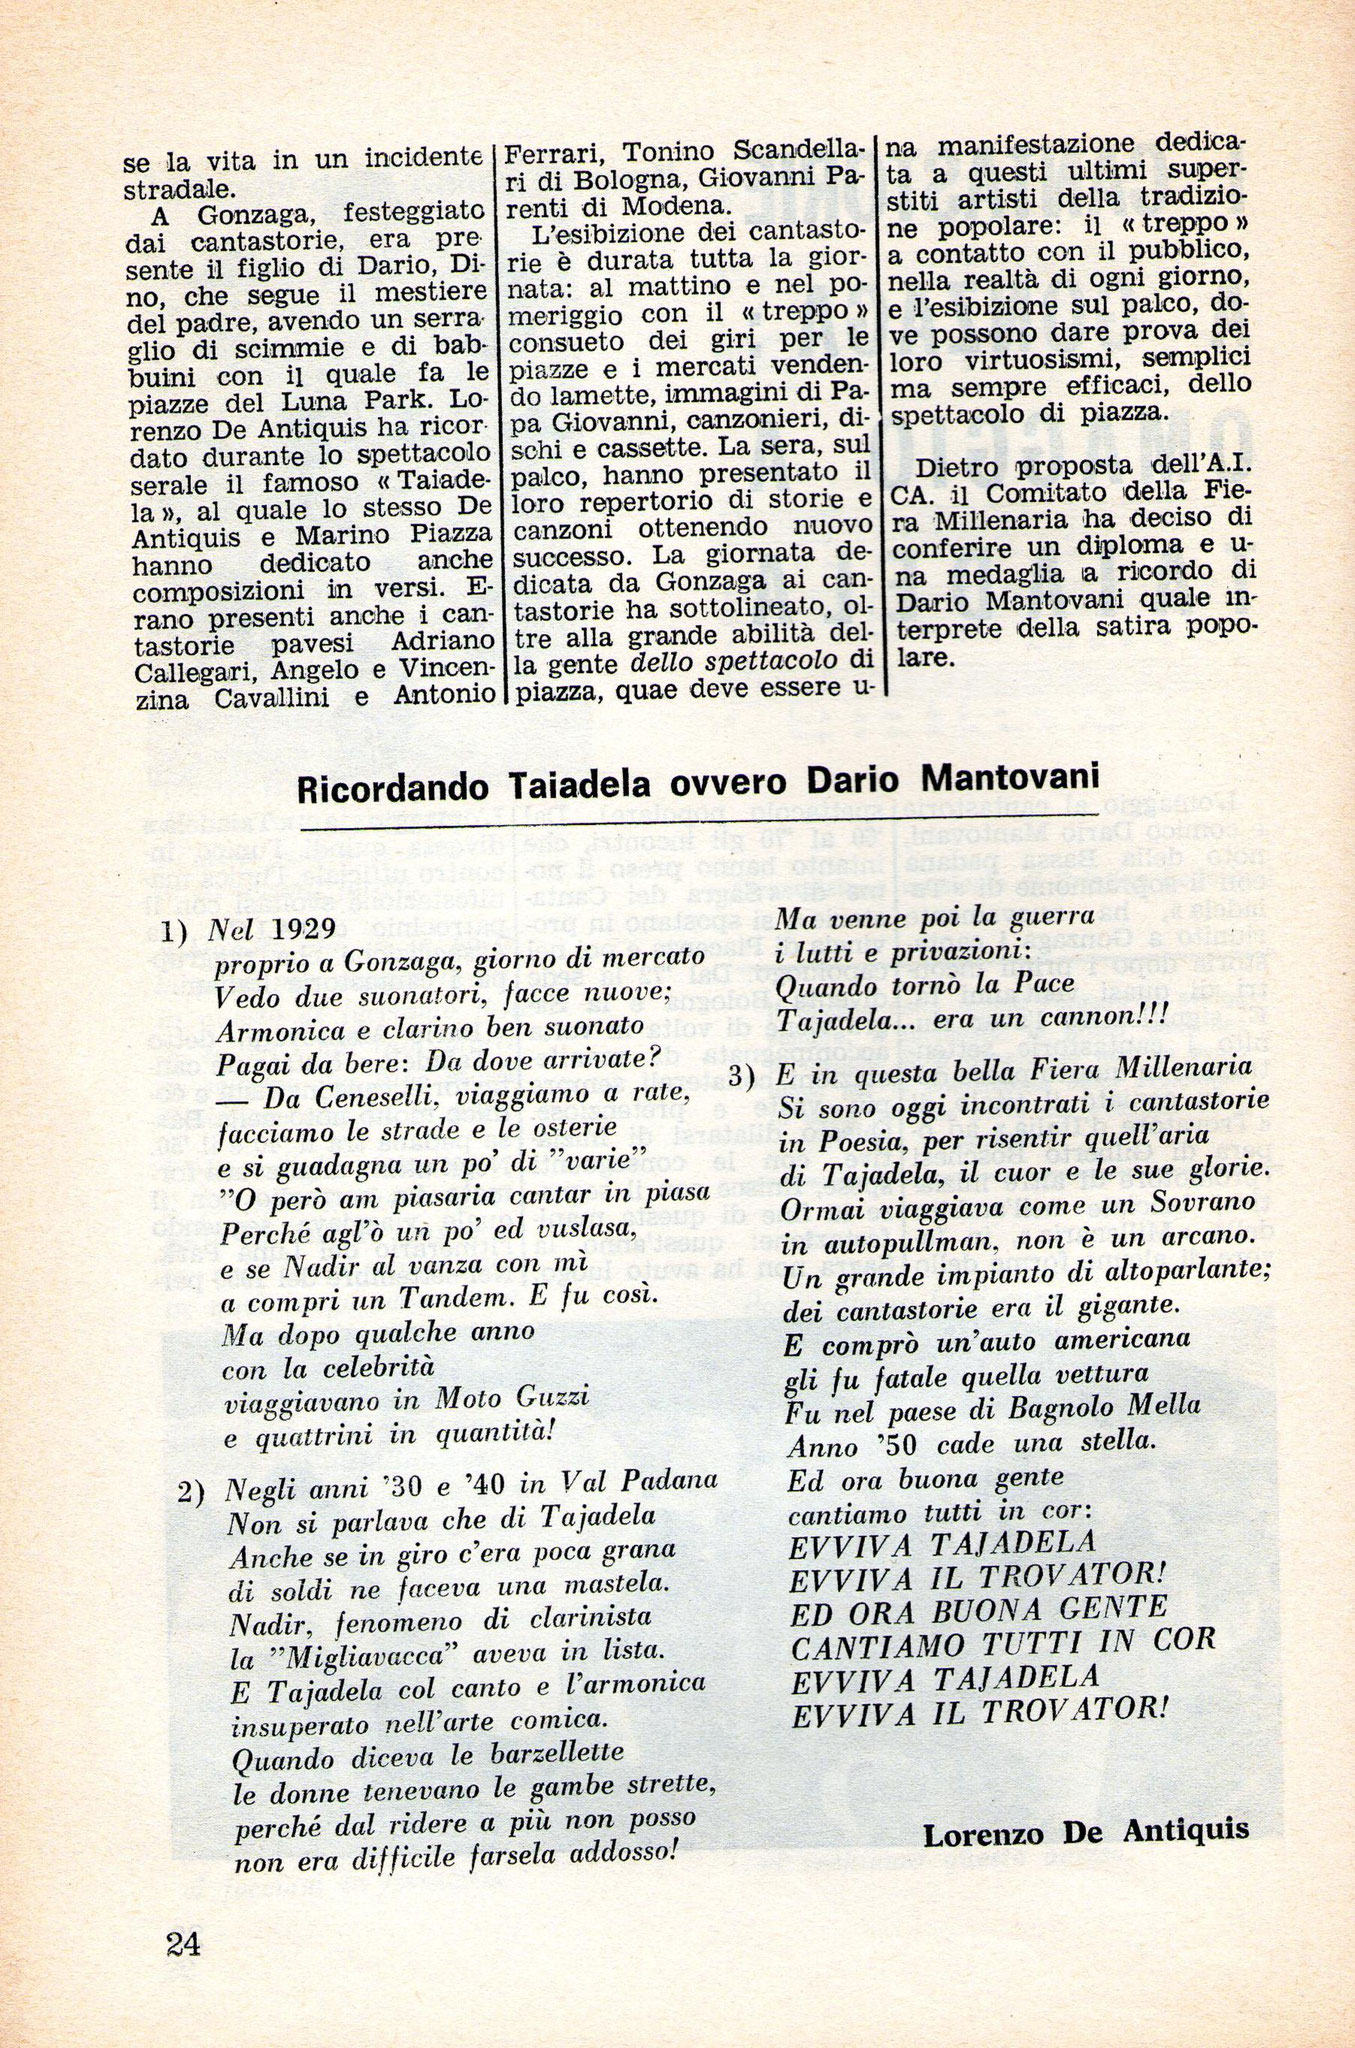 se la vita in un incidente
stradale.
A Gonzaga, festeggiato
dai cantastorie, era pre-
sente il figlio di Dario, Di-
no, che segue il mestiere
del padre, avendo un serra-
glio di scimmie e di bab-
buini con il quale fa le
piazze del Luna Park. Lo-
renzo De Antiquis ha ricor-
dato durante lo spettacolo
serale il famoso « Taiade-
la », al quale lo stesso De
Antiquis e Marino Piazza
hanno dedicato anche
composizioni in versi. E-
rano presenti anche i can-
tastorie pavesi Adriano
Callegari, Angelo e Vincen-
zina Cavallini e Antonio
Ferrari, Tonino Scandella-
ri di Bologna, Giovanni Pa-
renti di Modena.
L'esibizione dei cantasto-
rie è durata tutta la gior-
nata: al mattino e nel po-
meriggio con il « treppo »
consueto dei giri per le
piazze e i mercati venden-
do lamette, immagini di Pa-
pa Giovanni, canzonieri, di-
schi e cassette. La sera, sul
palco, hanno presentato il
loro repertorio di storie e
canzoni ottenendo nuovo
successo. La giornata de-
dicata da Gonzaga ai can-
tastorie ha sottolineato, ol-
tre alla grande abilità del-
la gente dello spettacolo di
piazza, quae deve essere u-
na manifestazione dedica-
ta a questi ultimi super-
stiti artisti della tradizio-
ne popolare: il « treppo »
a contatto con il pubblico,
nella realtà di ogni giorno,
e l'esibizione sul palco, do-
ve possono dare prova dei
loro virtuosismi, semplici
ma sempre efficaci, dello
spettacolo di piazza.
Dietro proposta dell'A.I.
CA. il Comitato della Fie-
ra Millenaria ha deciso di
conferire un diploma e u-
na medaglia a ricordo di
Dario Mantovani quale in-
terprete della satira popo-
lare.
Ricordando Taiadela ovvero Dario Mantovani
1) Nel 1929
proprio a Gonzaga, giorno di mercato
Vedo due suonatori, facce nuove;
Armonica e clarino ben suonato
Pagai da bere: Da dove arrivate?
— Da Ceneselli, viaggiamo a rate,
facciamo le strade e le osterie
e si guadagna un po' di "varie"
"O però am piasaria cantar in piasa
Perché agl'ò un po' ed vuslasa,
e se Nadir al vanza con mì
a compri un Tandem. E fu così.
Ma dopo qualche anno
con la celebrità
viaggiavano in Moto Guzzi
e quattrini in quantità!
2) Negli anni '30 e '40 in Val Padana
Non si parlava che di Tajadela
Anche se in giro c'era poca grana
di soldi ne faceva una mastela.
Nadir, fenomeno di clarinista
la "Migliavacca" aveva in lista.
E Tajadela col canto e l'armonica
insuperato nell'arte comica.
Quando diceva le barzellette
le donne tenevano le gambe strette,
perché dal ridere a più non posso
non era difficile farsela addosso!
Ma venne poi la guerra
i lutti e privazioni:
Quando tornò la Pace
Tajadela... era un cannon!!!
3) E in questa bella Fiera Millenaria
Si sono oggi incontrati i cantastorie
in Poesia, per risentir quell'aria
di Tajadela, il cuor e le sue glorie.
Ormai viaggiava come un Sovrano
in autopullman, non è un arcano.
Un grande impianto di altoparlante;
dei cantastorie era il gigante.
E comprò un'auto americana
gli fu fatale quella vettura
Fu nel paese di Bagnolo Mella
Anno '50 cade una stella.
Ed ora buona gente
cantiamo tutti in cor:
EVVIVA TAJADELA
EVVIVA IL TROVATOR!
ED ORA BUONA GENTE
CANTIAMO TUTTI IN COR
EVVIVA TAJADELA
EVVIVA IL TROVATOR!
Lorenzo De Antiquis
24